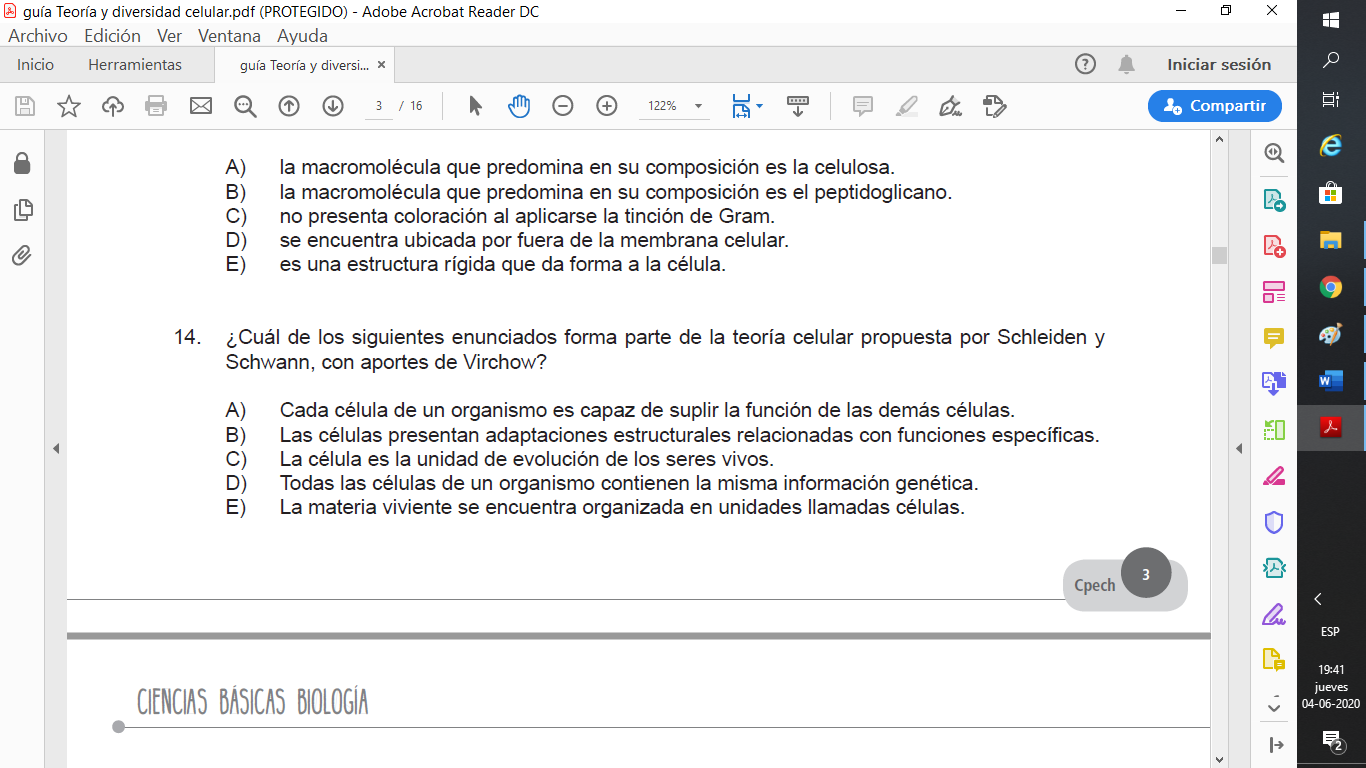 guía Teoría y diversidad celular.pdf (PROTEGIDO) - Adobe Acrobat Reader DC
Archivo Edición Ver Ventana Ayuda
Inicio Herramientas guía Teoría y diversi... × Iniciar sesión
3 / 16 122% Compartir
A) la macromolécula que predomina en su composición es la celulosa.
B) la macromolécula que predomina en su composición es el peptidoglicano.
C) no presenta coloración al aplicarse la tinción de Gram.
D) se encuentra ubicada por fuera de la membrana celular.
E) es una estructura rígida que da forma a la célula.
14. ¿Cuál de los siguientes enunciados forma parte de la teoría celular propuesta por Schleiden y
Schwann, con aportes de Virchow?
A) Cada célula de un organismo es capaz de suplir la función de las demás células.
B) Las células presentan adaptaciones estructurales relacionadas con funciones específicas.
C) La célula es la unidad de evolución de los seres vivos.
D) Todas las células de un organismo contienen la misma información genética.
E) La materia viviente se encuentra organizada en unidades llamadas células.
Cpech 3
CIENCIAS BÁSICAS BIOLOGÍA
ESP
19:41
jueves
04-06-2020
2